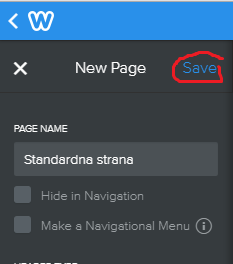 New Page Save
PAGE NAME
Standardna strana
Hide in Navigation
Make a Navigational Menu